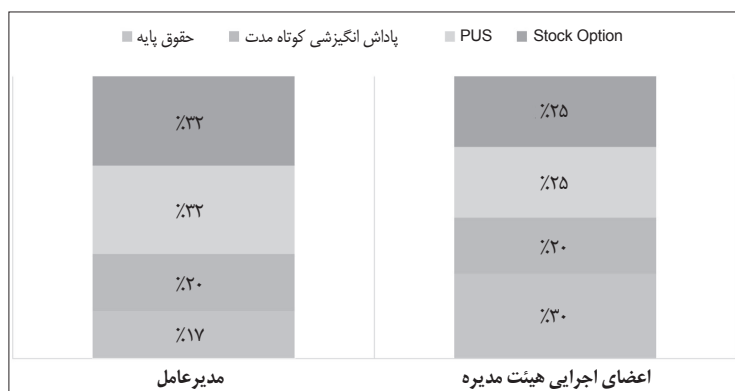 حقوق پایه پاداش انگیزشی کوتاه مدت PUS Stock Option
٪۳۲ ٪۲۵
٪۳۲ ٪۲۵
٪۲۰ ٪۲۰
٪۱۷ ٪۳۰
مدیرعامل اعضای اجرایی هیئت مدیره